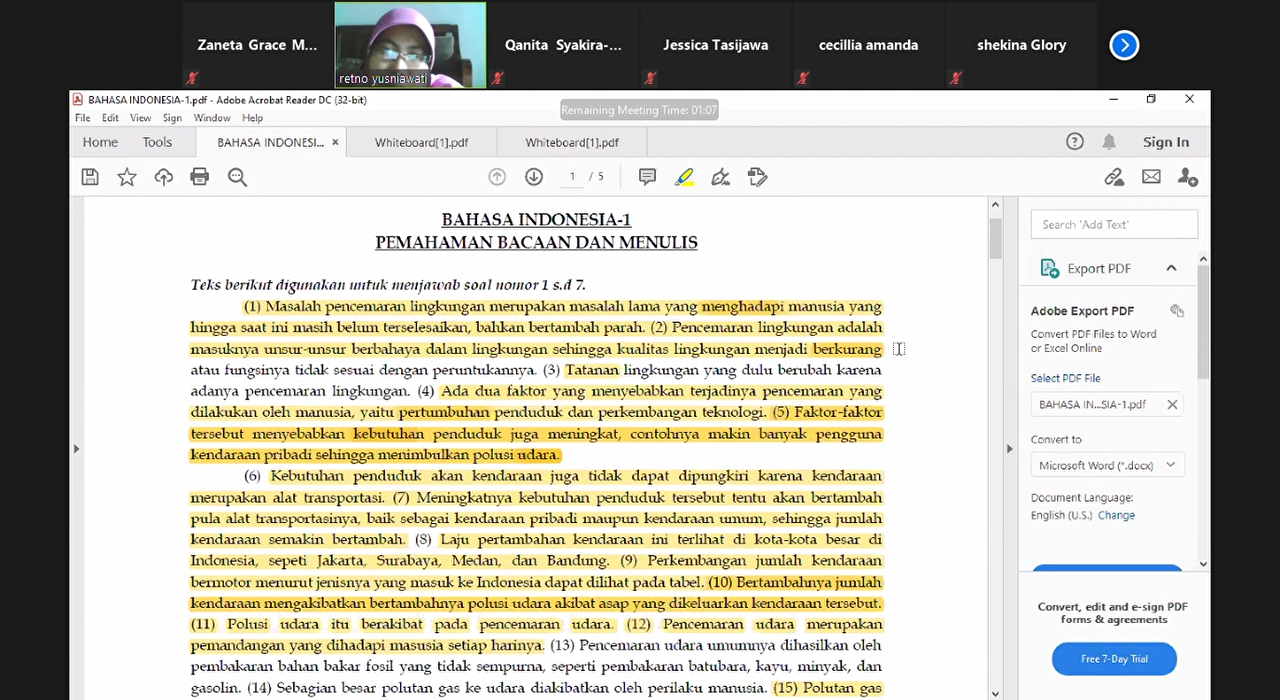 Zaneta Grace M...
retno yusniawati
Qanita Syakira-...
Jessica Tasijawa
cecillia amanda
shekina Glory
BAHASA INDONESIA-1.pdf - Adobe Acrobat Reader DC (32-bit)
Remaining Meeting Time: 01:07
File Edit View Sign Window Help
Home Tools BAHASA INDONESI... × Whiteboard[1].pdf Whiteboard[1].pdf Sign In
1 / 5
BAHASA INDONESIA-1
PEMAHAMAN BACAAN DAN MENULIS
Teks berikut digunakan untuk menjawab soal nomor 1 s.d 7.
(1) Masalah pencemaran lingkungan merupakan masalah lama yang menghadapi manusia yang
hingga saat ini masih belum terselesaikan, bahkan bertambah parah. (2) Pencemaran lingkungan adalah
masuknya unsur-unsur berbahaya dalam lingkungan sehingga kualitas lingkungan menjadi berkurang
atau fungsinya tidak sesuai dengan peruntukannya. (3) Tatanan lingkungan yang dulu berubah karena
adanya pencemaran lingkungan. (4) Ada dua faktor yang menyebabkan terjadinya pencemaran yang
dilakukan oleh manusia, yaitu pertumbuhan penduduk dan perkembangan teknologi. (5) Faktor-faktor
tersebut menyebabkan kebutuhan penduduk juga meningkat, contohnya makin banyak pengguna
kendaraan pribadi sehingga menimbulkan polusi udara.
(6) Kebutuhan penduduk akan kendaraan juga tidak dapat dipungkiri karena kendaraan
merupakan alat transportasi. (7) Meningkatnya kebutuhan penduduk tersebut tentu akan bertambah
pula alat transportasinya, baik sebagai kendaraan pribadi maupun kendaraan umum, sehingga jumlah
kendaraan semakin bertambah. (8) Laju pertambahan kendaraan ini terlihat di kota-kota besar di
Indonesia, sepeti Jakarta, Surabaya, Medan, dan Bandung. (9) Perkembangan jumlah kendaraan
bermotor menurut jenisnya yang masuk ke Indonesia dapat dilihat pada tabel. (10) Bertambahnya jumlah
kendaraan mengakibatkan bertambahnya polusi udara akibat asap yang dikeluarkan kendaraan tersebut.
(11) Polusi udara itu berakibat pada pencemaran udara. (12) Pencemaran udara merupakan
pemandangan yang dihadapi masusia setiap harinya. (13) Pencemaran udara umumnya dihasilkan oleh
pembakaran bahan bakar fosil yang tidak sempurna, seperti pembakaran batubara, kayu, minyak, dan
gasolin. (14) Sebagian besar polutan gas ke udara diakibatkan oleh perilaku manusia. (15) Polutan gas
Search 'Add Text'
Export PDF
Adobe Export PDF
Convert PDF Files to Word
or Excel Online
Select PDF File
BAHASA IN...SIA-1.pdf ×
Convert to
Microsoft Word (*.docx)
Document Language:
English (U.S.) Change
Convert, edit and e-sign PDF
forms & agreements
Free 7-Day Trial